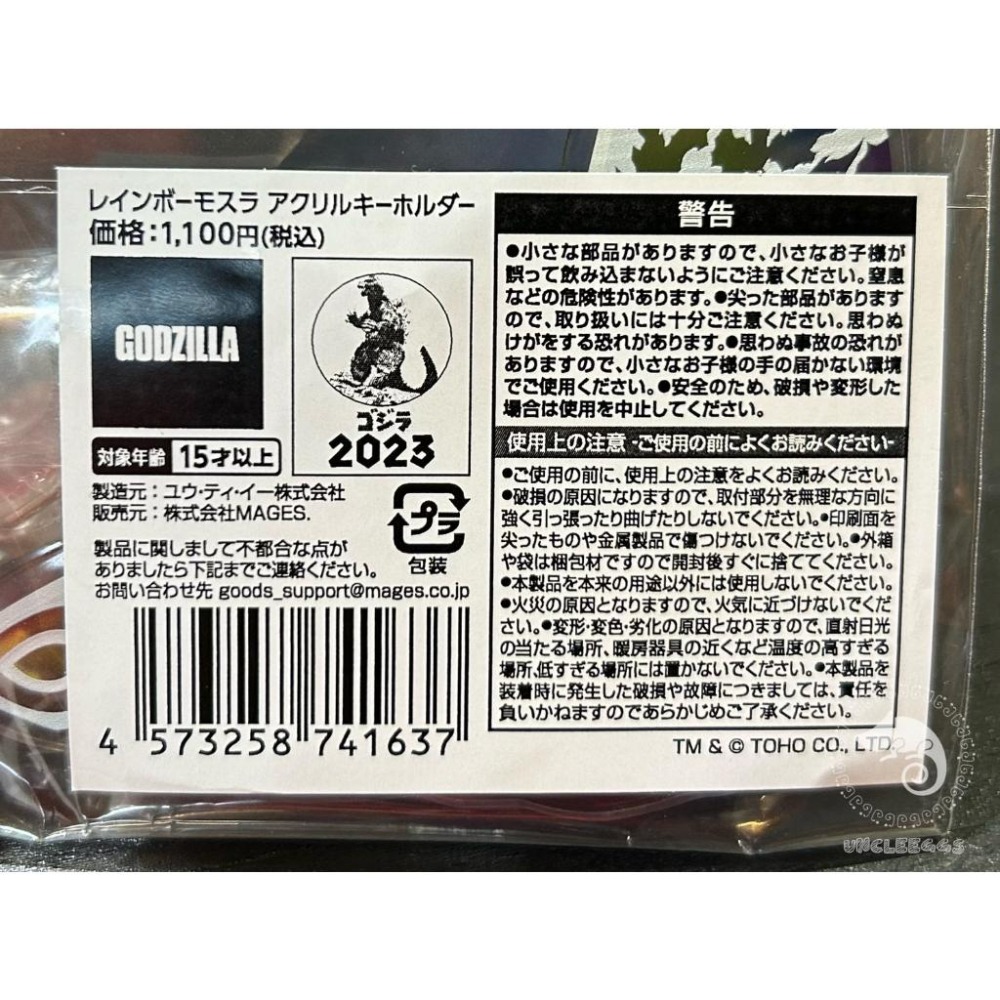 レインボーモスラ アクリルキーホルダー
価格：1,100円(税込)
GODZILLA
ゴジラ
2023
対象年齢 15才以上
製造元：ユウ・ティ・イー株式会社
販売元：株式会社MAGES.
プラ
包装
製品に関しまして不都合な点が
ありましたら下記までご連絡ください。
お問い合わせ先 goods_support@mages.co.jp
4 573258 741637
警告
●小さな部品がありますので、小さなお子様が
誤って飲み込まないようにご注意ください。窒息
などの危険性があります。●尖った部品があります
ので、取り扱いには十分ご注意ください。思わぬ
けがをする恐れがあります。●思わぬ事故の恐れが
ありますので、小さなお子様の手の届かない環境
でご使用ください。●安全のため、破損や変形した
場合は使用を中止してください。
使用上の注意 -ご使用の前によくお読みください-
●ご使用の前に、使用上の注意をよくお読みください。
●破損の原因になりますので、取付部分を無理な方向に
強く引っ張ったり曲げたりしないでください。●印刷面を
尖ったものや金属製品で傷つけないでください。●外箱
や袋は梱包材ですので開封後すぐに捨ててください。
●本製品を本来の用途以外には使用しないでください。
●火災の原因となりますので、火気に近づけないでくださ
い。●変形・変色・劣化の原因となりますので、直射日光
の当たる場所、暖房器具の近くなど温度の高すぎる
場所、低すぎる場所には置かないでください。●本製品を
装着時に発生した破損や故障につきましては、責任を
負いかねますのであらかじめご了承ください。
TM & © TOHO CO., LTD.
UNCLEEGGS